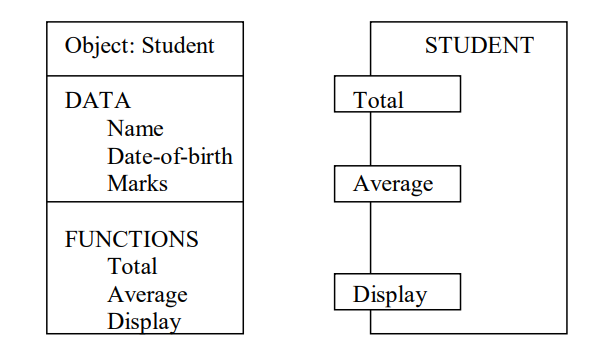 Object: Student
DATA
Name
Date-of-birth
Marks
FUNCTIONS
Total
Average
Display
STUDENT
Total
Average
Display